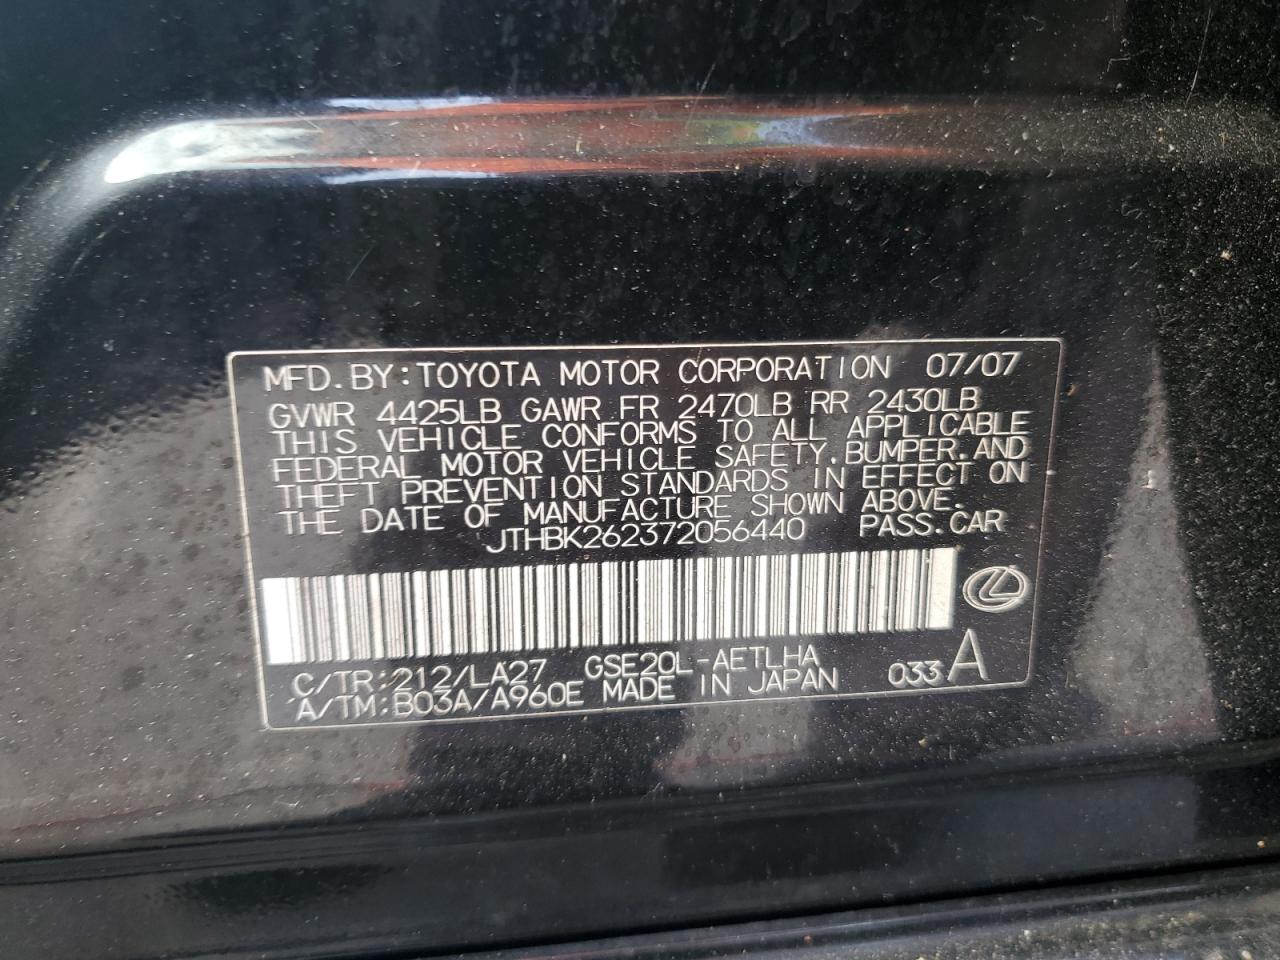 MFD. BY: TOYOTA MOTOR CORPORATION 07/07
GVWR 4425LB GAWR FR 2470LB RR 2430LB
THIS VEHICLE CONFORMS TO ALL APPLICABLE
FEDERAL MOTOR VEHICLE SAFETY, BUMPER, AND
THEFT PREVENTION STANDARDS IN EFFECT ON
THE DATE OF MANUFACTURE SHOWN ABOVE.
JTHBK262372056440 PASS. CAR
C/TR: 212/LA27 GSE20L-AETLHA
A/TM: B03A/A960E MADE IN JAPAN 033 A